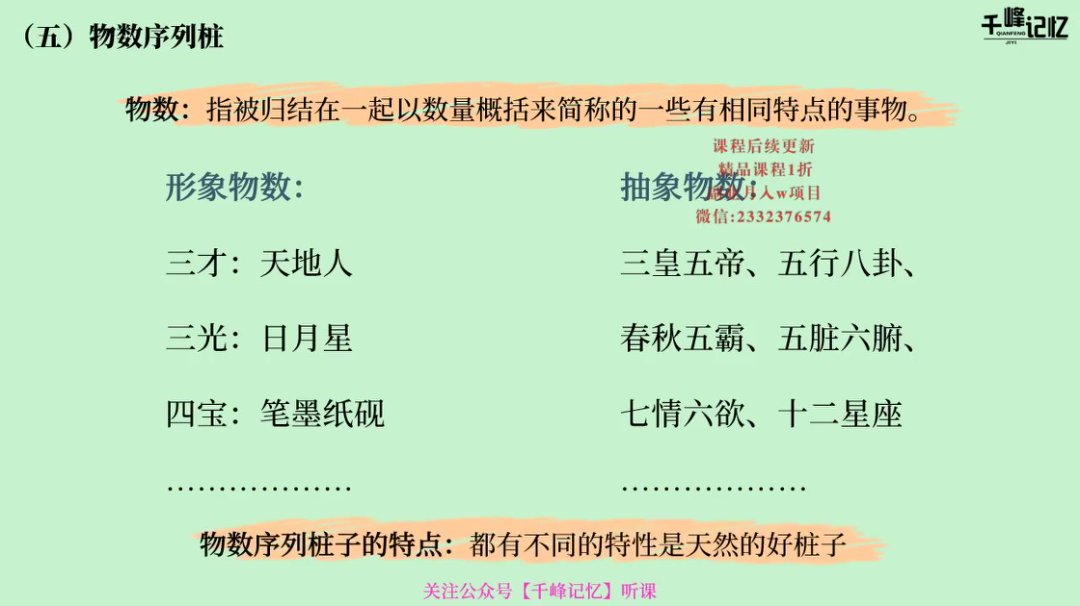 （五）物数序列桩
千峰记忆
QIANFENG
JIYI
物数：指被归结在一起以数量概括来简称的一些有相同特点的事物。
课程后续更新
精品课程1折
月入w项目
微信:2332376574
形象物数：
抽象物数：
三才：天地人
三皇五帝、五行八卦、
三光：日月星
春秋五霸、五脏六腑、
四宝：笔墨纸砚
七情六欲、十二星座
………………
………………
物数序列桩子的特点：都有不同的特性是天然的好桩子
关注公众号【千峰记忆】听课